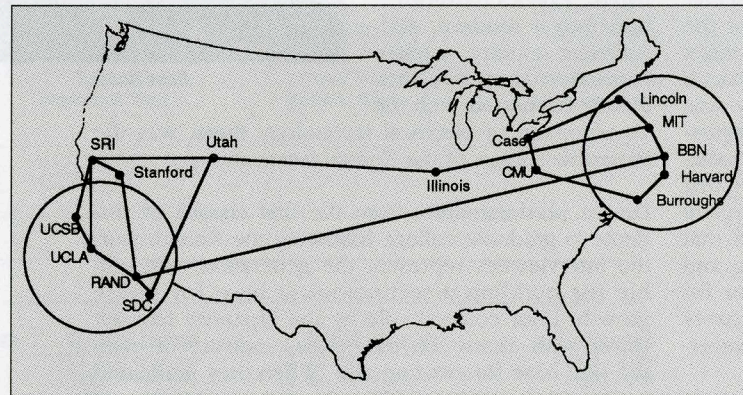 Lincoln
MIT
Case
SRI
Utah
BBN
Stanford
Illinois
CMU
Harvard
Burroughs
UCSB
UCLA
RAND
SDC